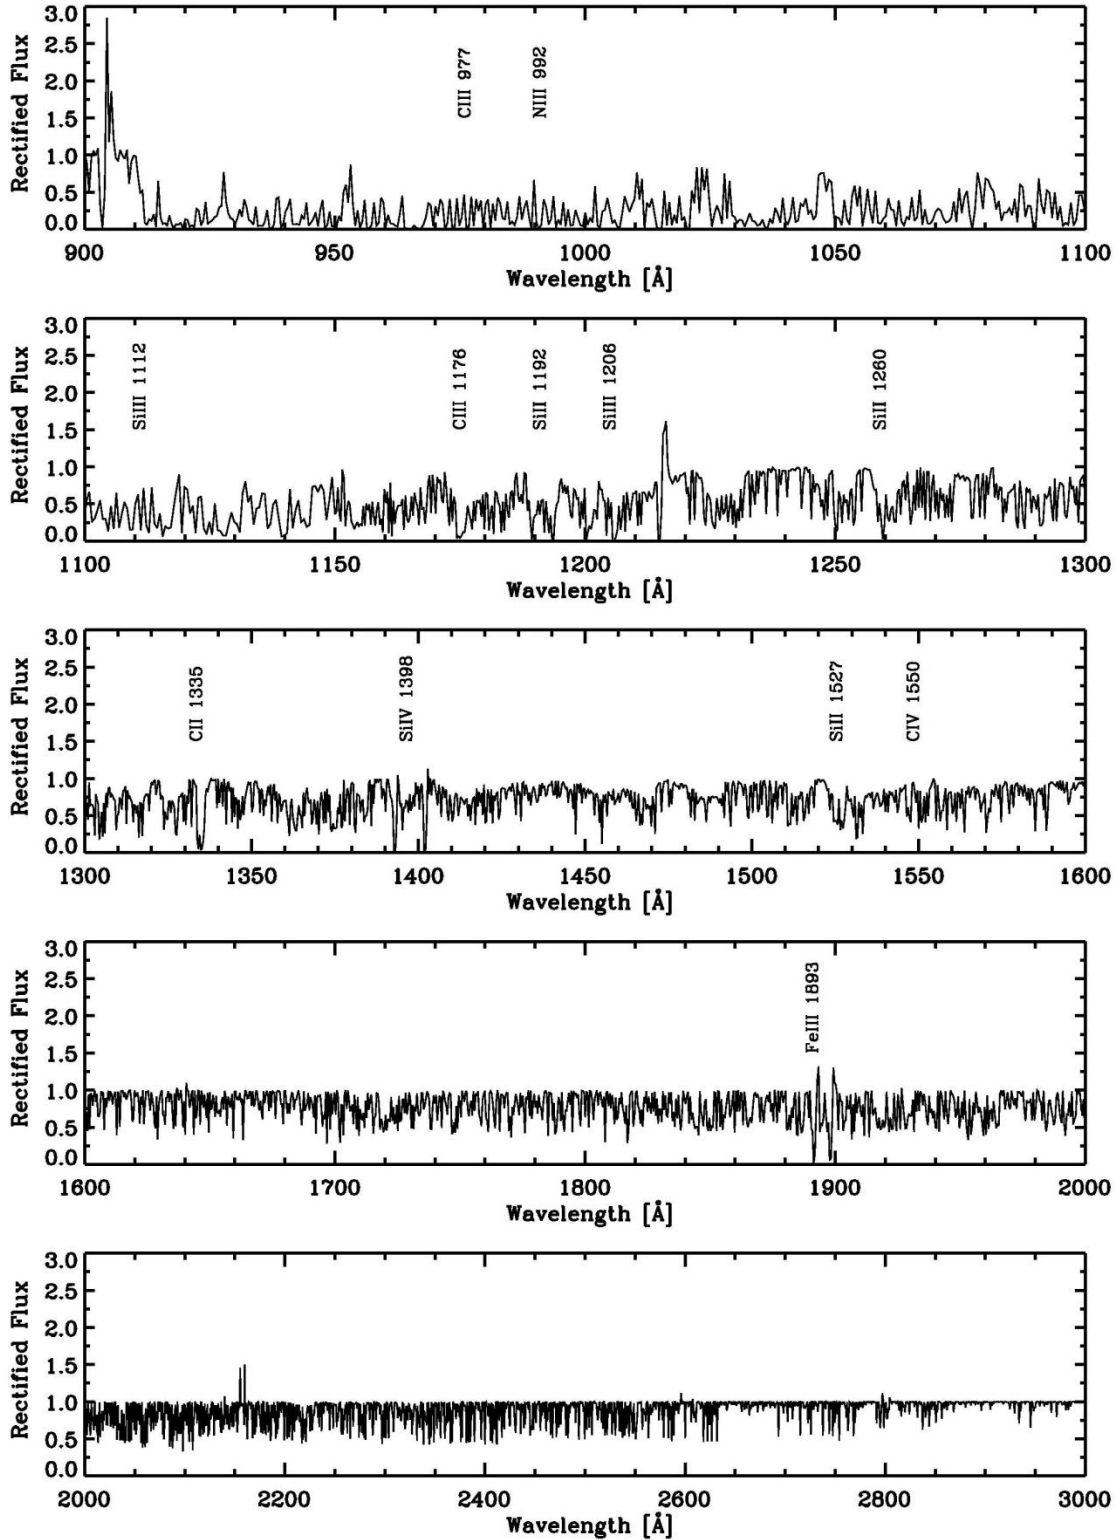 3.0
2.5
2.0
1.5
1.0
0.5
0.0
Rectified Flux
CIII 977
NIII 992
900
950
1000
1050
1100
Wavelength [Å]
3.0
2.5
2.0
1.5
1.0
0.5
0.0
Rectified Flux
SiIII 1112
CIII 1176
SiII 1192
SiIII 1206
SiII 1260
1100
1150
1200
1250
1300
Wavelength [Å]
3.0
2.5
2.0
1.5
1.0
0.5
0.0
Rectified Flux
CII 1335
SiIV 1398
SiII 1527
CIV 1550
1300
1350
1400
1450
1500
1550
1600
Wavelength [Å]
3.0
2.5
2.0
1.5
1.0
0.5
0.0
Rectified Flux
FeIII 1893
1600
1700
1800
1900
2000
Wavelength [Å]
3.0
2.5
2.0
1.5
1.0
0.5
0.0
Rectified Flux
2000
2200
2400
2600
2800
3000
Wavelength [Å]